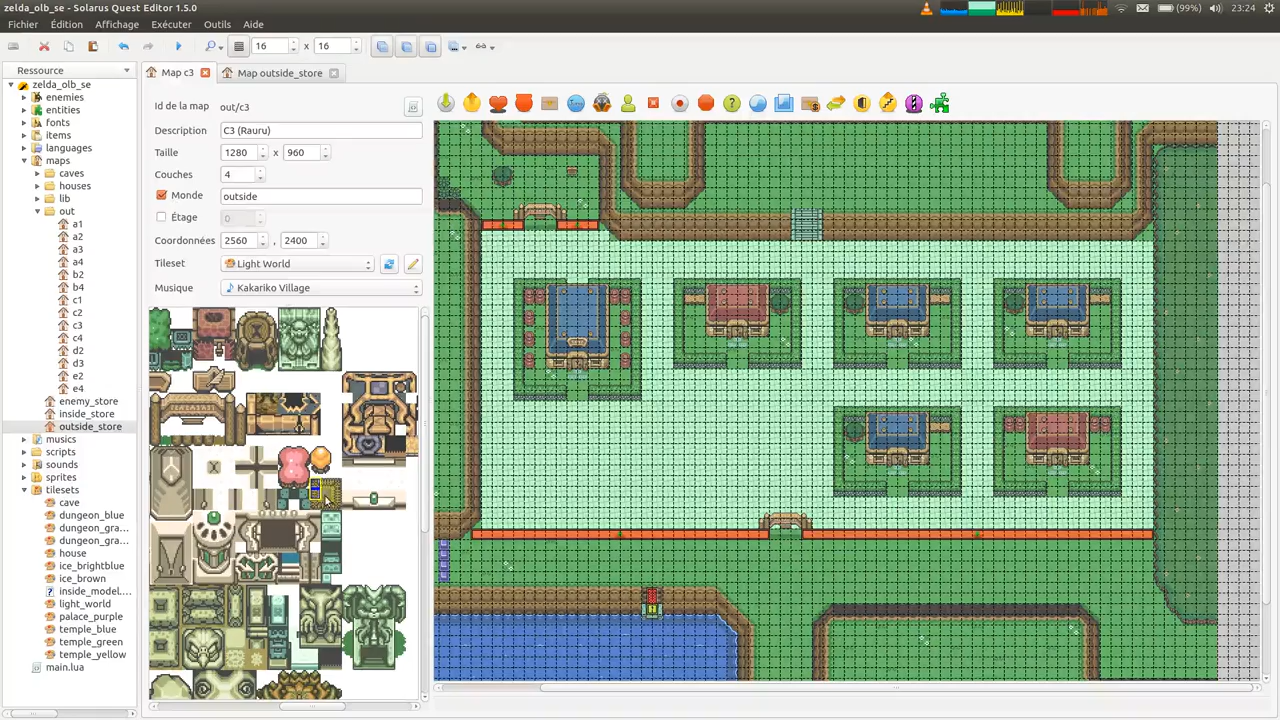 zelda_olb_se - Solarus Quest Editor 1.5.0
(99%)
23:24
Fichier Édition Affichage Exécuter Outils Aide
16 x 16
Ressource
zelda_olb_se
enemies
entities
fonts
items
languages
maps
caves
houses
lib
out
a1
a2
a3
a4
b2
b4
c1
c2
c3
c4
d2
d3
e2
e4
enemy_store
inside_store
outside_store
musics
scripts
sounds
sprites
tilesets
cave
dungeon_blue
dungeon_gra...
dungeon_gra...
house
ice_brightblue
ice_brown
inside_model....
light_world
palace_purple
temple_blue
temple_green
temple_yellow
main.lua
Map c3
Map outside_store
Id de la map out/c3
Description C3 (Rauru)
Taille 1280 x 960
Couches 4
Monde outside
Étage 0
Coordonnées 2560 , 2400
Tileset Light World
Musique Kakariko Village